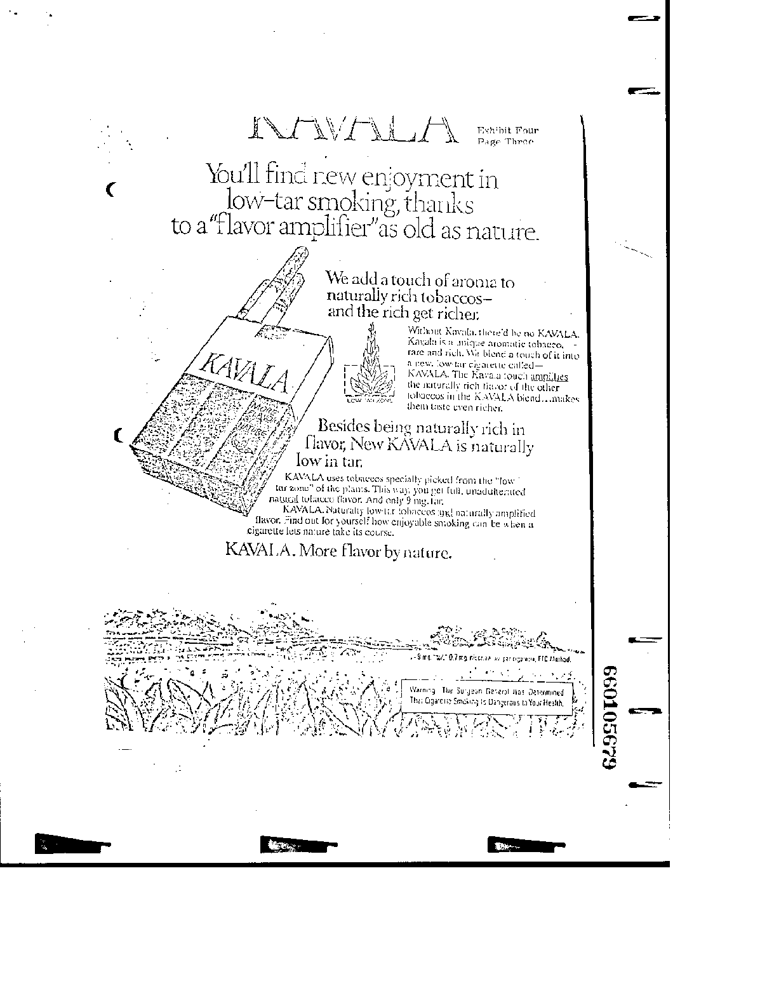 KAVALA
Exhibit Four
Page Three
You'll find new enjoyment in
low-tar smoking, thanks
to a "flavor amplifier" as old as nature.
We add a touch of aroma to
naturally rich tobaccos—
and the rich get richer.
Without Kavala, there'd be no KAVALA.
Kavala is a unique aromatic tobacco,
rare and rich. We blend a touch of it into
a new, low-tar cigarette called—
KAVALA. The Kavala touch amplifies
the naturally rich flavor of the other
tobaccos in the KAVALA blend...makes
them taste even richer.
KAVALA
LOW TAR ZONE
Besides being naturally rich in
flavor, New KAVALA is naturally
low in tar.
KAVALA uses tobaccos specially picked from the "low
tar zone" of the plants. This way, you get full, unadulterated
natural tobacco flavor. And only 9 mg. tar.
KAVALA. Naturally low-tar tobaccos and naturally amplified
flavor. Find out for yourself how enjoyable smoking can be when a
cigarette lets nature take its course.
KAVALA. More flavor by nature.
9 mg. "tar," 0.7 mg. nicotine av. per cigarette, FTC Method.
Warning: The Surgeon General Has Determined
That Cigarette Smoking Is Dangerous to Your Health.
660105679